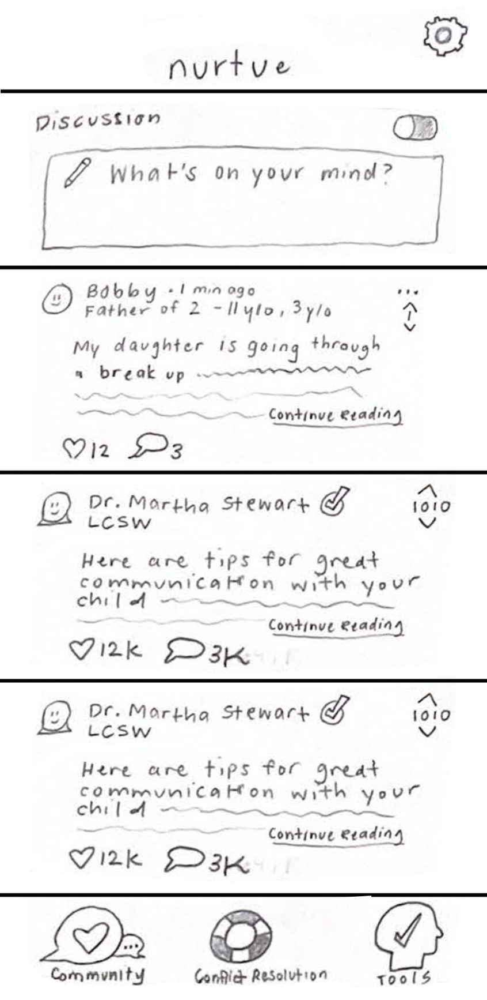 nurtue
Discussion
What's on your mind?
Bobby . 1 min ago
Father of 2 - 11 y/o, 3 y/o
...
1
My daughter is going through
a break up
Continue Reading
12 3
Dr. Martha Stewart
LCSW
1010
Here are tips for great
communication with your
child
Continue Reading
12K 3K
Dr. Martha Stewart
LCSW
1010
Here are tips for great
communication with your
child
Continue Reading
12K 3K
...
Community Conflict Resolution TOOLS